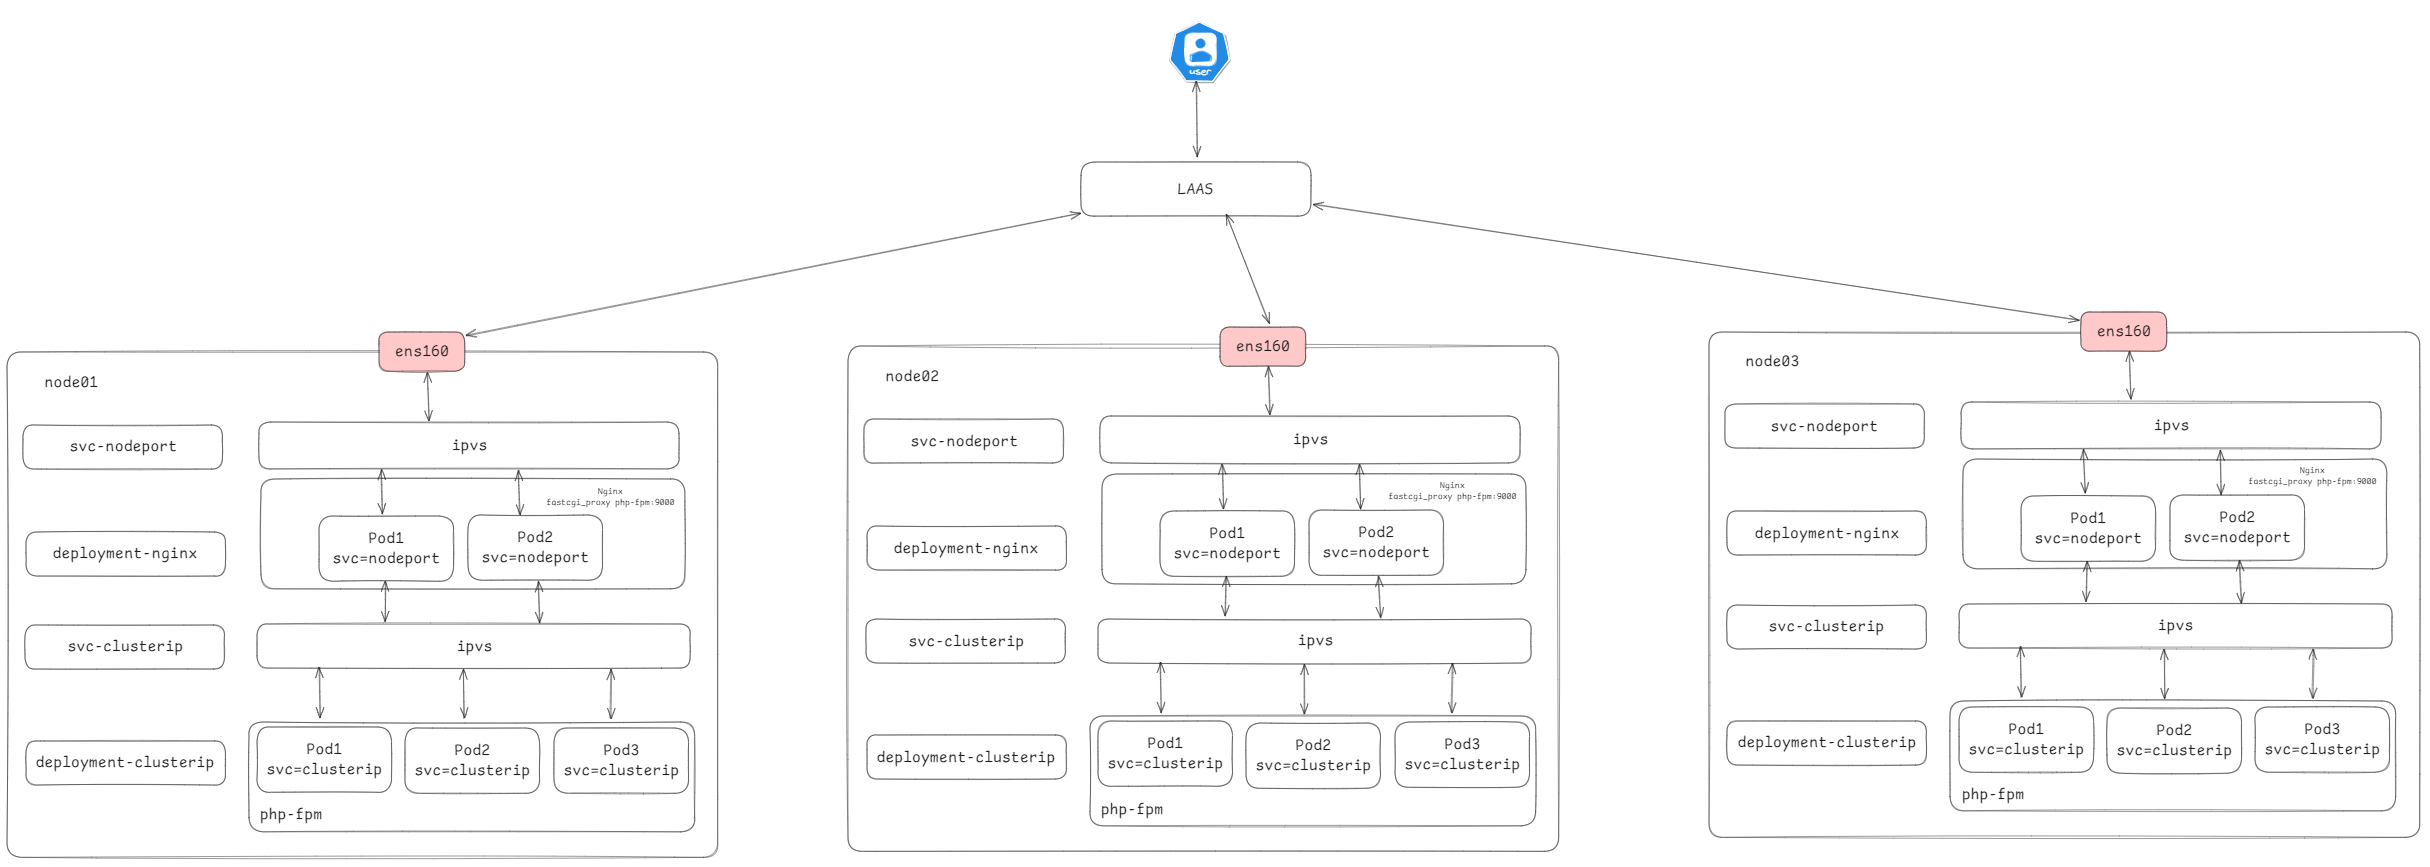 user
LAAS
ens160
node01
svc-nodeport
ipvs
Nginx
fastcgi_proxy php-fpm:9000
Pod1
svc=nodeport
Pod2
svc=nodeport
deployment-nginx
svc-clusterip
ipvs
deployment-clusterip
Pod1
svc=clusterip
Pod2
svc=clusterip
Pod3
svc=clusterip
php-fpm
ens160
node02
svc-nodeport
ipvs
Nginx
fastcgi_proxy php-fpm:9000
Pod1
svc=nodeport
Pod2
svc=nodeport
deployment-nginx
svc-clusterip
ipvs
deployment-clusterip
Pod1
svc=clusterip
Pod2
svc=clusterip
Pod3
svc=clusterip
php-fpm
ens160
node03
svc-nodeport
ipvs
Nginx
fastcgi_proxy php-fpm:9000
Pod1
svc=nodeport
Pod2
svc=nodeport
deployment-nginx
svc-clusterip
ipvs
deployment-clusterip
Pod1
svc=clusterip
Pod2
svc=clusterip
Pod3
svc=clusterip
php-fpm